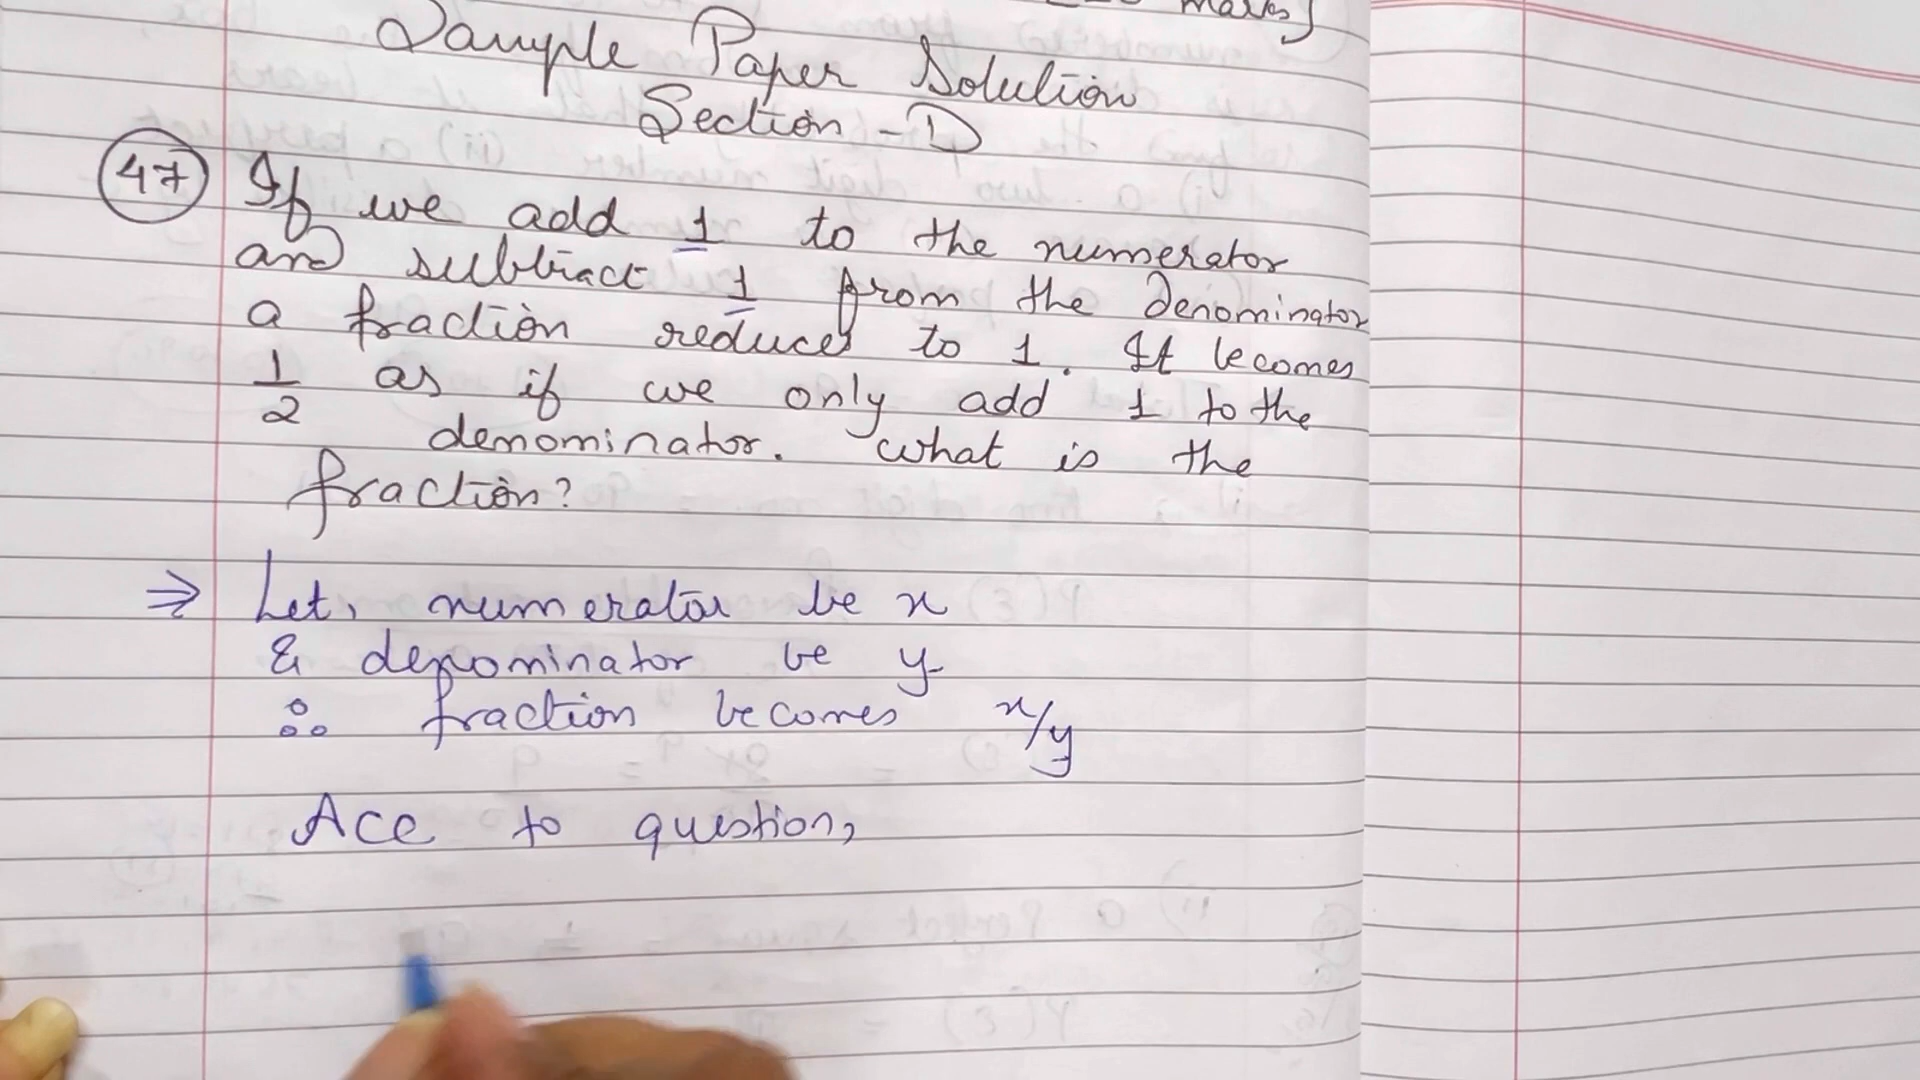 Marks]
Sample Paper Solution
Section - D
47 If we add 1 to the numerator
and subtract 1 from the denominator
a fraction reduces to 1. It becomes
1/2 as if we only add 1 to the
denominator. What is the
fraction?
⇒ Let, numerator be x
& denominator be y
∴ fraction becomes x/y
Acc to question,